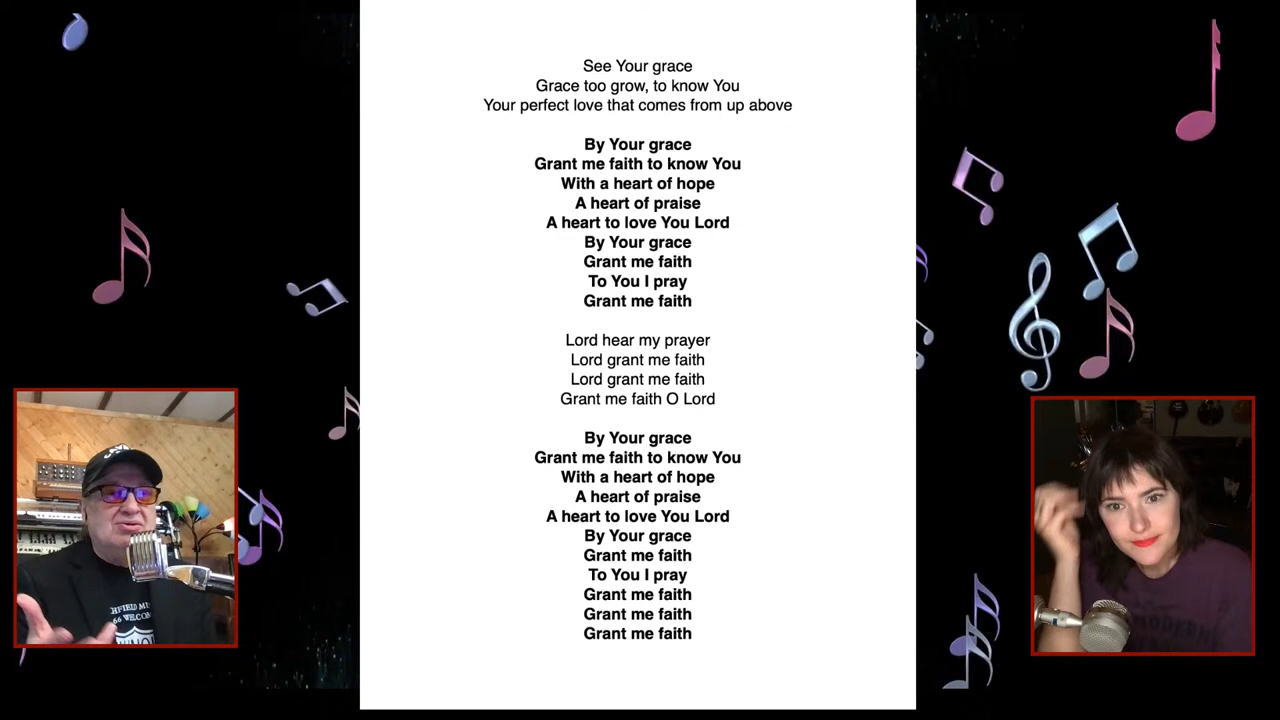 See Your grace
Grace too grow, to know You
Your perfect love that comes from up above
By Your grace
Grant me faith to know You
With a heart of hope
A heart of praise
A heart to love You Lord
By Your grace
Grant me faith
To You I pray
Grant me faith
Lord hear my prayer
Lord grant me faith
Lord grant me faith
Grant me faith O Lord
By Your grace
Grant me faith to know You
With a heart of hope
A heart of praise
A heart to love You Lord
By Your grace
Grant me faith
To You I pray
Grant me faith
Grant me faith
Grant me faith